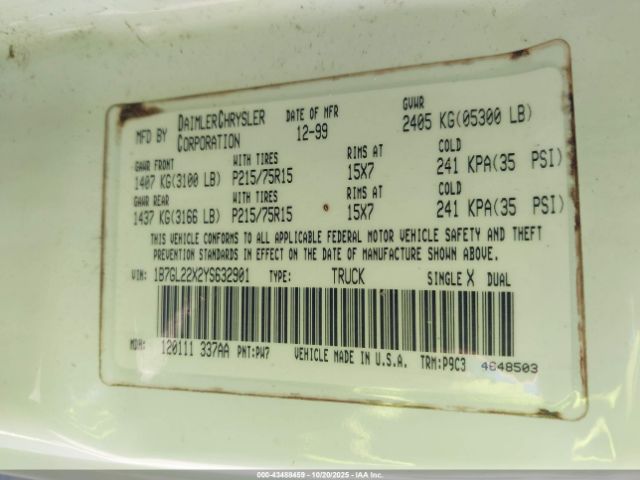 MFD BY DAIMLERCHRYSLER CORPORATION
DATE OF MFR 12-99
GVWR 2405 KG(05300 LB)
GAWR FRONT WITH TIRES RIMS AT COLD
1407 KG(3100 LB) P215/75R15 15X7 241 KPA(35 PSI)
GAWR REAR WITH TIRES RIMS AT COLD
1437 KG(3166 LB) P215/75R15 15X7 241 KPA(35 PSI)
THIS VEHICLE CONFORMS TO ALL APPLICABLE FEDERAL MOTOR VEHICLE SAFETY AND THEFT
PREVENTION STANDARDS IN EFFECT ON THE DATE OF MANUFACTURE SHOWN ABOVE.
VIN: 1B7GL22X2YS632901 TYPE: TRUCK SINGLE X DUAL
MDH: 120111 337AA PNT:PW7 VEHICLE MADE IN U.S.A. TRM:P9C3 4648503
000-43488459 - 10/20/2025 - IAA Inc.